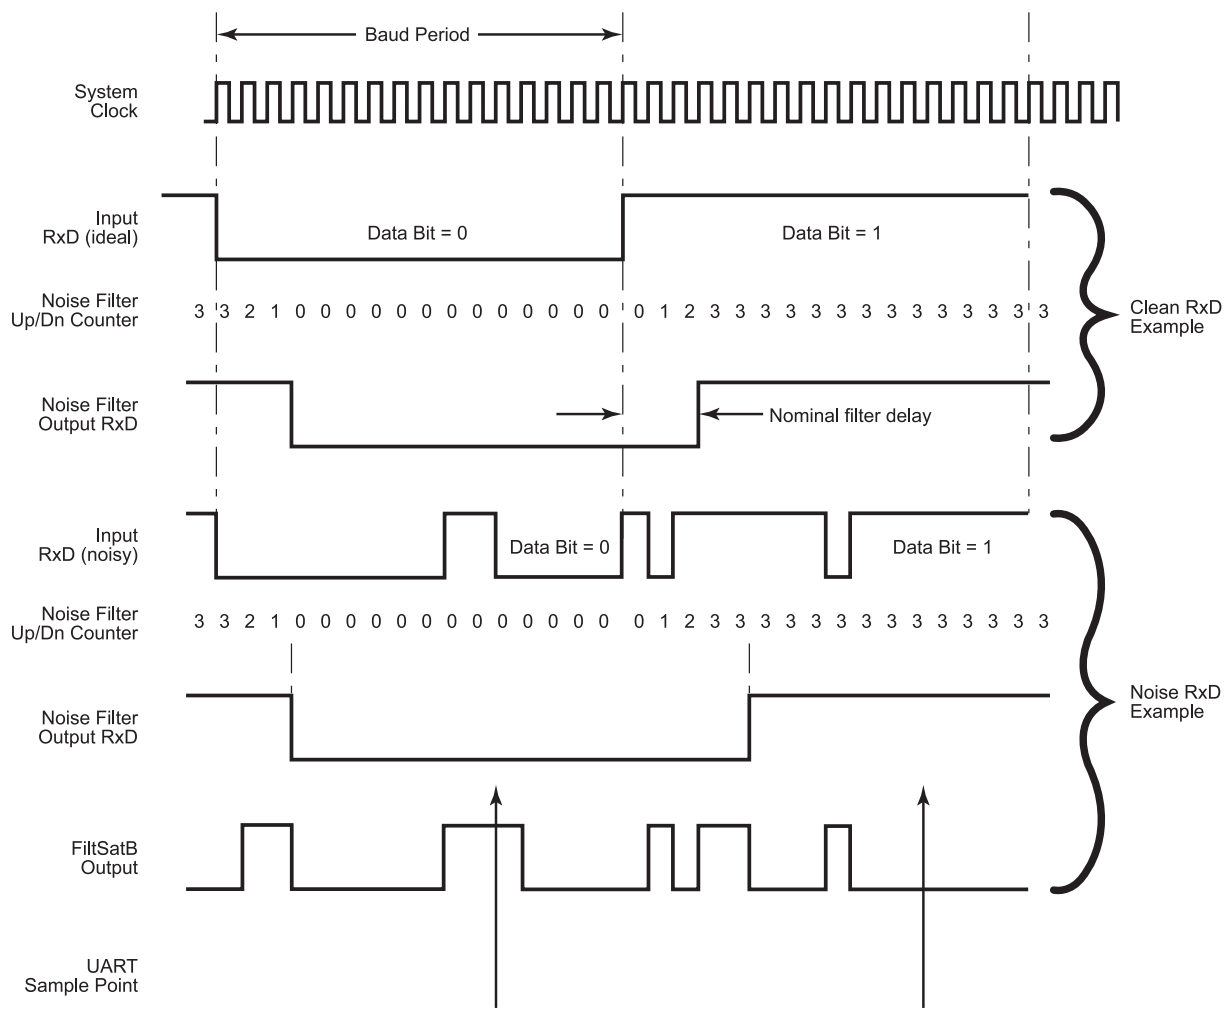 Baud Period
System
Clock
Input
RxD (ideal)
Data Bit = 0
Data Bit = 1
Noise Filter
Up/Dn Counter
3 3 2 1 0 0 0 0 0 0 0 0 0 0 0 0 0 0 1 2 3 3 3 3 3 3 3 3 3 3 3 3 3 3
Clean RxD
Example
Noise Filter
Output RxD
Nominal filter delay
Input
RxD (noisy)
Data Bit = 0
Data Bit = 1
Noise Filter
Up/Dn Counter
3 3 2 1 0 0 0 0 0 0 0 0 0 0 0 0 0 0 1 2 3 3 3 3 3 3 3 3 3 3 3 3 3 3
Noise Filter
Output RxD
Noise RxD
Example
FiltSatB
Output
UART
Sample Point